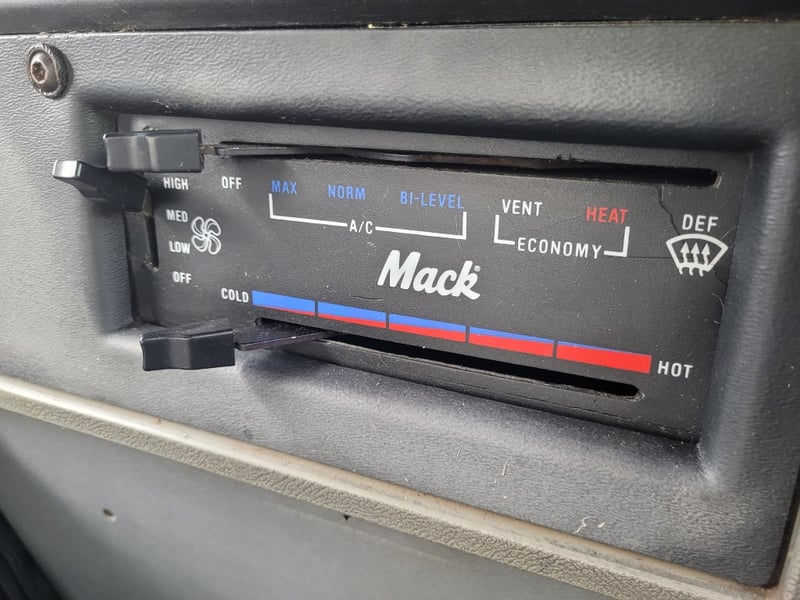 HIGH
OFF
MAX
NORM
BI-LEVEL
VENT
HEAT
DEF
MED
A/C
ECONOMY
LOW
Mack®
OFF
COLD
HOT